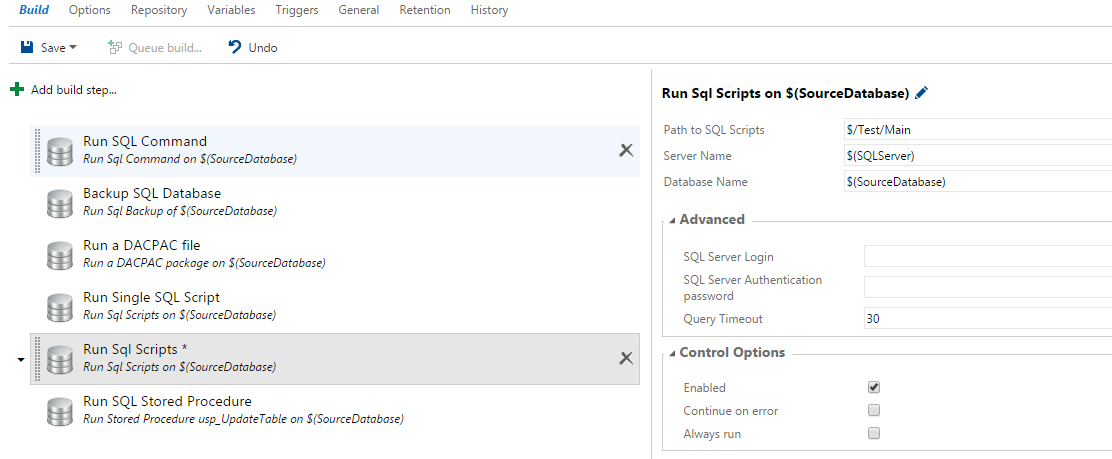 Build Options Repository Variables Triggers General Retention History
Save Queue build... Undo
Add build step...
Run SQL Command
Run Sql Command on $(SourceDatabase)
Backup SQL Database
Run Sql Backup of $(SourceDatabase)
Run a DACPAC file
Run a DACPAC package on $(SourceDatabase)
Run Single SQL Script
Run Sql Scripts on $(SourceDatabase)
Run Sql Scripts *
Run Sql Scripts on $(SourceDatabase)
Run SQL Stored Procedure
Run Stored Procedure usp_UpdateTable on $(SourceDatabase)
Run Sql Scripts on $(SourceDatabase)
Path to SQL Scripts $/Test/Main
Server Name $(SQLServer)
Database Name $(SourceDatabase)
Advanced
SQL Server Login
SQL Server Authentication
password
Query Timeout 30
Control Options
Enabled
Continue on error
Always run